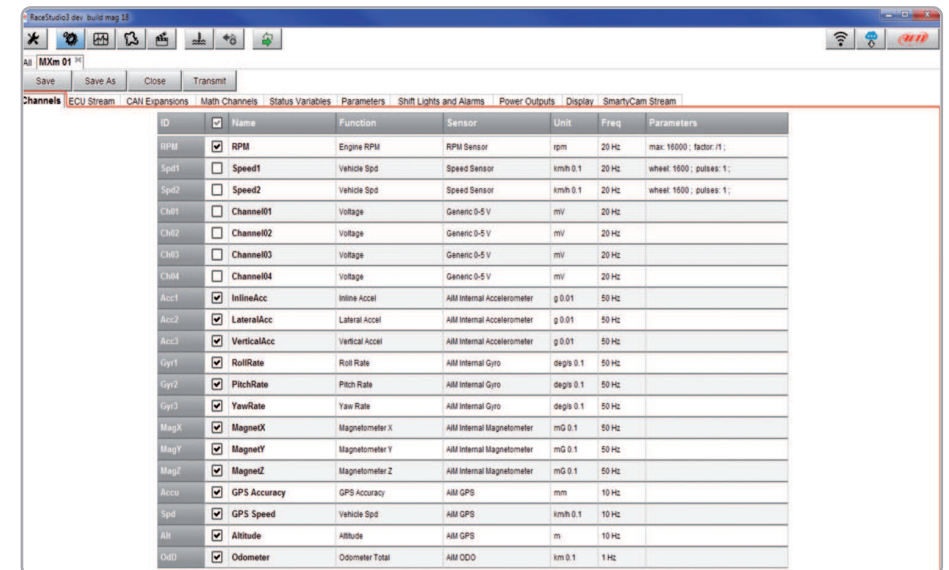 RaceStudio3 dev build mag 18
AiM
All MXm 01
Save Save As Close Transmit
Channels ECU Stream CAN Expansions Math Channels Status Variables Parameters Shift Lights and Alarms Power Outputs Display SmartyCam Stream
ID Name Function Sensor Unit Freq Parameters
RPM RPM Engine RPM RPM Sensor rpm 20 Hz max: 16000 ; factor: /1 ;
Spd1 Speed1 Vehicle Spd Speed Sensor km/h 0.1 20 Hz wheel: 1600 ; pulses: 1 ;
Spd2 Speed2 Vehicle Spd Speed Sensor km/h 0.1 20 Hz wheel: 1600 ; pulses: 1 ;
Ch01 Channel01 Voltage Generic 0-5 V mV 20 Hz
Ch02 Channel02 Voltage Generic 0-5 V mV 20 Hz
Ch03 Channel03 Voltage Generic 0-5 V mV 20 Hz
Ch04 Channel04 Voltage Generic 0-5 V mV 20 Hz
Acc1 InlineAcc Inline Accel AiM Internal Accelerometer g 0.01 50 Hz
Acc2 LateralAcc Lateral Accel AiM Internal Accelerometer g 0.01 50 Hz
Acc3 VerticalAcc Vertical Accel AiM Internal Accelerometer g 0.01 50 Hz
Gyr1 RollRate Roll Rate AiM Internal Gyro deg/s 0.1 50 Hz
Gyr2 PitchRate Pitch Rate AiM Internal Gyro deg/s 0.1 50 Hz
Gyr3 YawRate Yaw Rate AiM Internal Gyro deg/s 0.1 50 Hz
MagX MagnetX Magnetometer X AiM Internal Magnetometer mG 0.1 50 Hz
MagY MagnetY Magnetometer Y AiM Internal Magnetometer mG 0.1 50 Hz
MagZ MagnetZ Magnetometer Z AiM Internal Magnetometer mG 0.1 50 Hz
Accu GPS Accuracy GPS Accuracy AiM GPS mm 10 Hz
Spd GPS Speed Vehicle Spd AiM GPS km/h 0.1 10 Hz
Alt Altitude Altitude AiM GPS m 10 Hz
OdD Odometer Odometer Total AiM ODO km 0.1 1 Hz